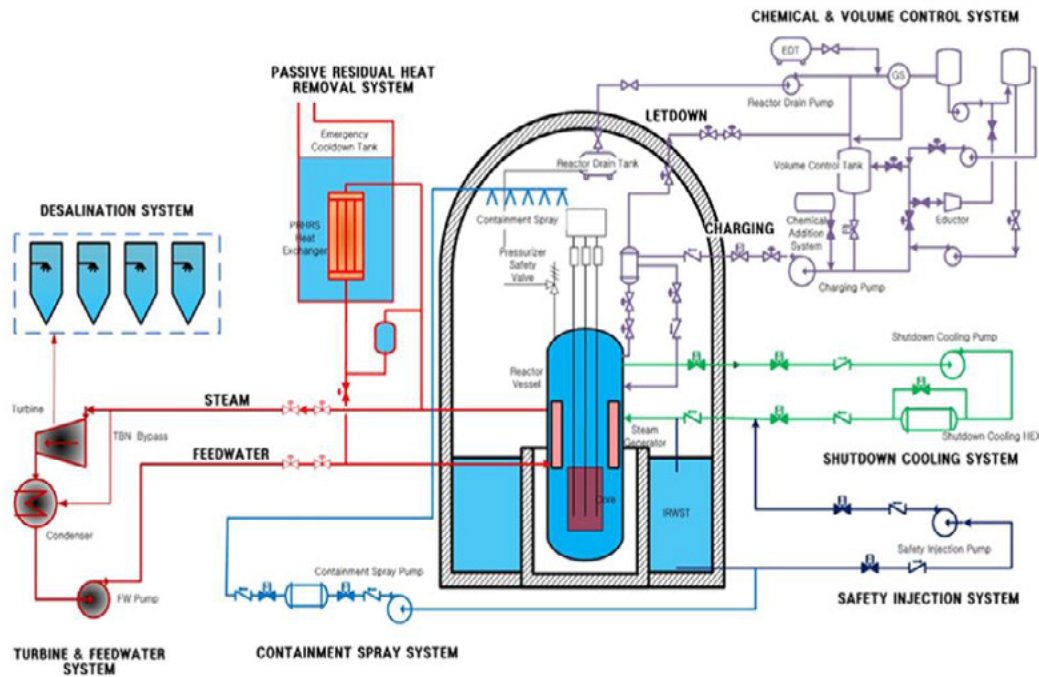 CHEMICAL & VOLUME CONTROL SYSTEM
EDT
GS
Reactor Drain Pump
PASSIVE RESIDUAL HEAT
REMOVAL SYSTEM
LETDOWN
Emergency
Cooldown Tank
Reactor Drain Tank
Volume Control Tank
DESALINATION SYSTEM
PRHRS
Heat
Exchanger
Containment Spray
Chemical
Addition
System
Eductor
CHARGING
Pressurizer
Safety
Valve
Charging Pump
Shutdown Cooling Pump
Reactor
Vessel
Turbine
STEAM
TBN Bypass
Steam
Generator
Shutdown Cooling HEX
FEEDWATER
SHUTDOWN COOLING SYSTEM
Core
IRWST
Condenser
Safety Injection Pump
Containment Spray Pump
FW Pump
SAFETY INJECTION SYSTEM
TURBINE & FEEDWATER
SYSTEM
CONTAINMENT SPRAY SYSTEM